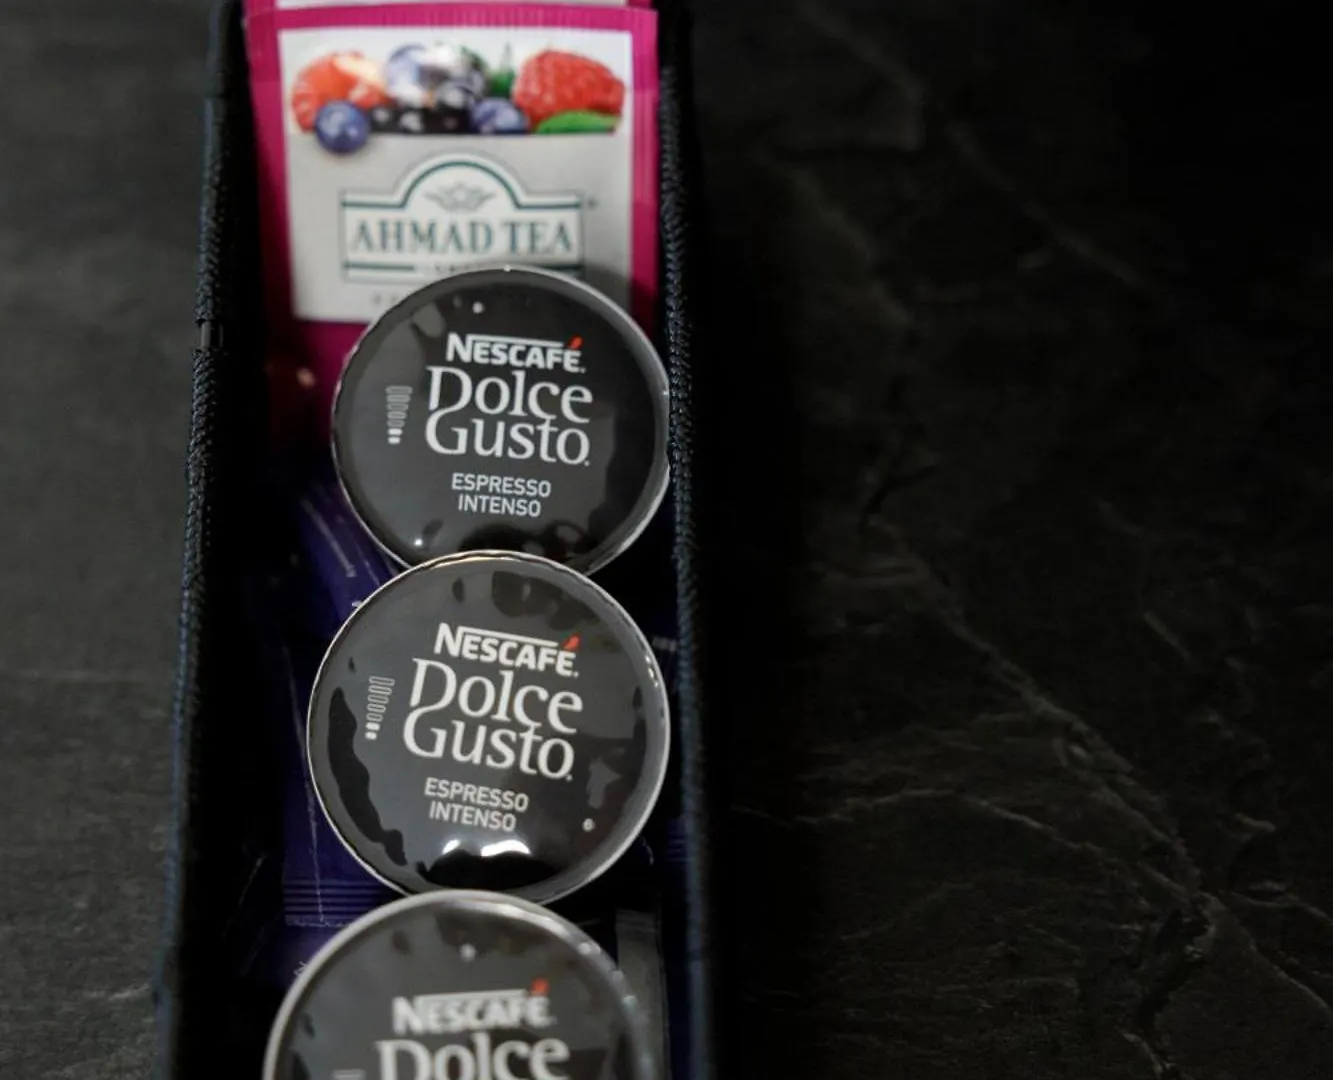 AHMAD TEA
NESCAFÉ
Dolce
Gusto
ESPRESSO
INTENSO
NESCAFÉ
Dolce
Gusto
ESPRESSO
INTENSO
NESCAFÉ
Dolce